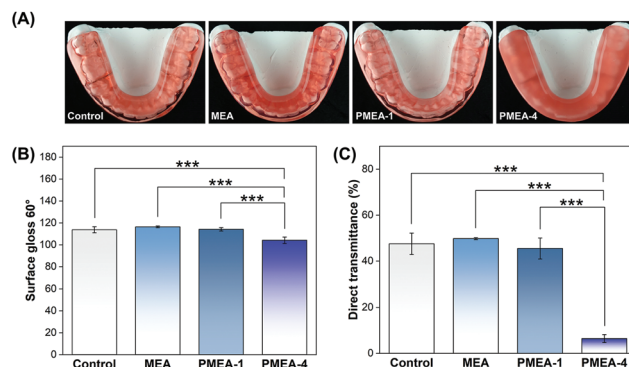 (A)
Control MEA PMEA-1 PMEA-4
(B)
Surface gloss 60°
180
160
140
120
100
80
60
40
20
0
***
***
***
Control MEA PMEA-1 PMEA-4
(C)
Direct transmittance (%)
80
60
40
20
0
***
***
***
Control MEA PMEA-1 PMEA-4